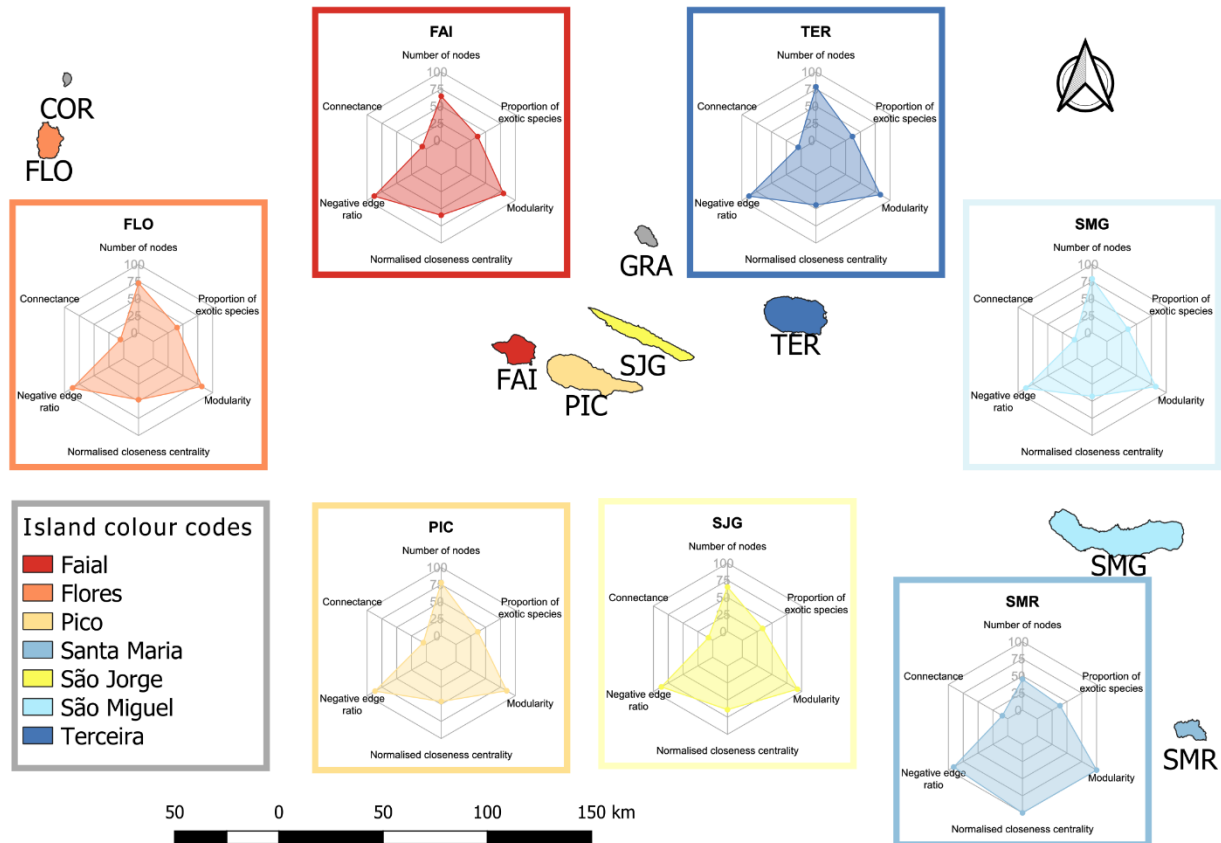 COR
FLO
FAI
Number of nodes
100
75
50
25
0
Connectance
Proportion of
exotic species
Negative edge
ratio
Modularity
Normalised closeness centrality
TER
Number of nodes
100
75
50
25
0
Connectance
Proportion of
exotic species
Negative edge
ratio
Modularity
Normalised closeness centrality
FLO
Number of nodes
100
75
50
25
0
Connectance
Proportion of
exotic species
Negative edge
ratio
Modularity
Normalised closeness centrality
GRA
SJG
FAI
PIC
TER
SMG
Number of nodes
100
75
50
25
0
Connectance
Proportion of
exotic species
Negative edge
ratio
Modularity
Normalised closeness centrality
Island colour codes
Faial
Flores
Pico
Santa Maria
São Jorge
São Miguel
Terceira
PIC
Number of nodes
100
75
50
25
0
Connectance
Proportion of
exotic species
Negative edge
ratio
Modularity
Normalised closeness centrality
SJG
Number of nodes
100
75
50
25
0
Connectance
Proportion of
exotic species
Negative edge
ratio
Modularity
Normalised closeness centrality
SMG
SMR
Number of nodes
100
75
50
25
0
Connectance
Proportion of
exotic species
Negative edge
ratio
Modularity
Normalised closeness centrality
SMR
50 0 50 100 150 km